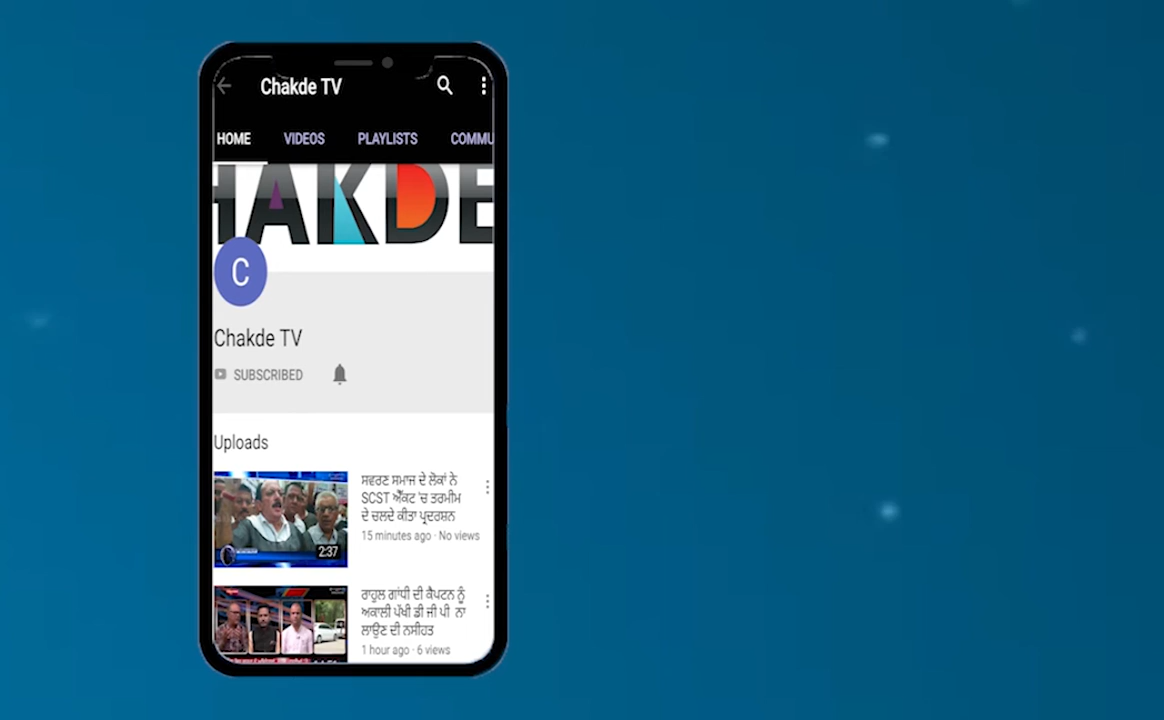 Chakde TV
HOME VIDEOS PLAYLISTS COMMU
HAKDE
C
Chakde TV
SUBSCRIBED
Uploads
ਸਵਰਣ ਸਮਾਜ ਦੇ ਲੋਕਾਂ ਨੇ
SCST ਐਕਟ 'ਚ ਤਰਮੀਮ
ਦੇ ਚਲਦੇ ਕੀਤਾ ਪ੍ਰਦਰਸ਼ਨ
15 minutes ago · No views
2:37
ਰਾਹੁਲ ਗਾਂਧੀ ਦੀ ਕੈਪਟਨ ਨੂੰ
ਅਕਾਲੀ ਪੱਖੀ ਡੀ ਜੀ ਪੀ ਨਾ
ਲਾਉਣ ਦੀ ਨਸੀਹਤ
1 hour ago · 6 views